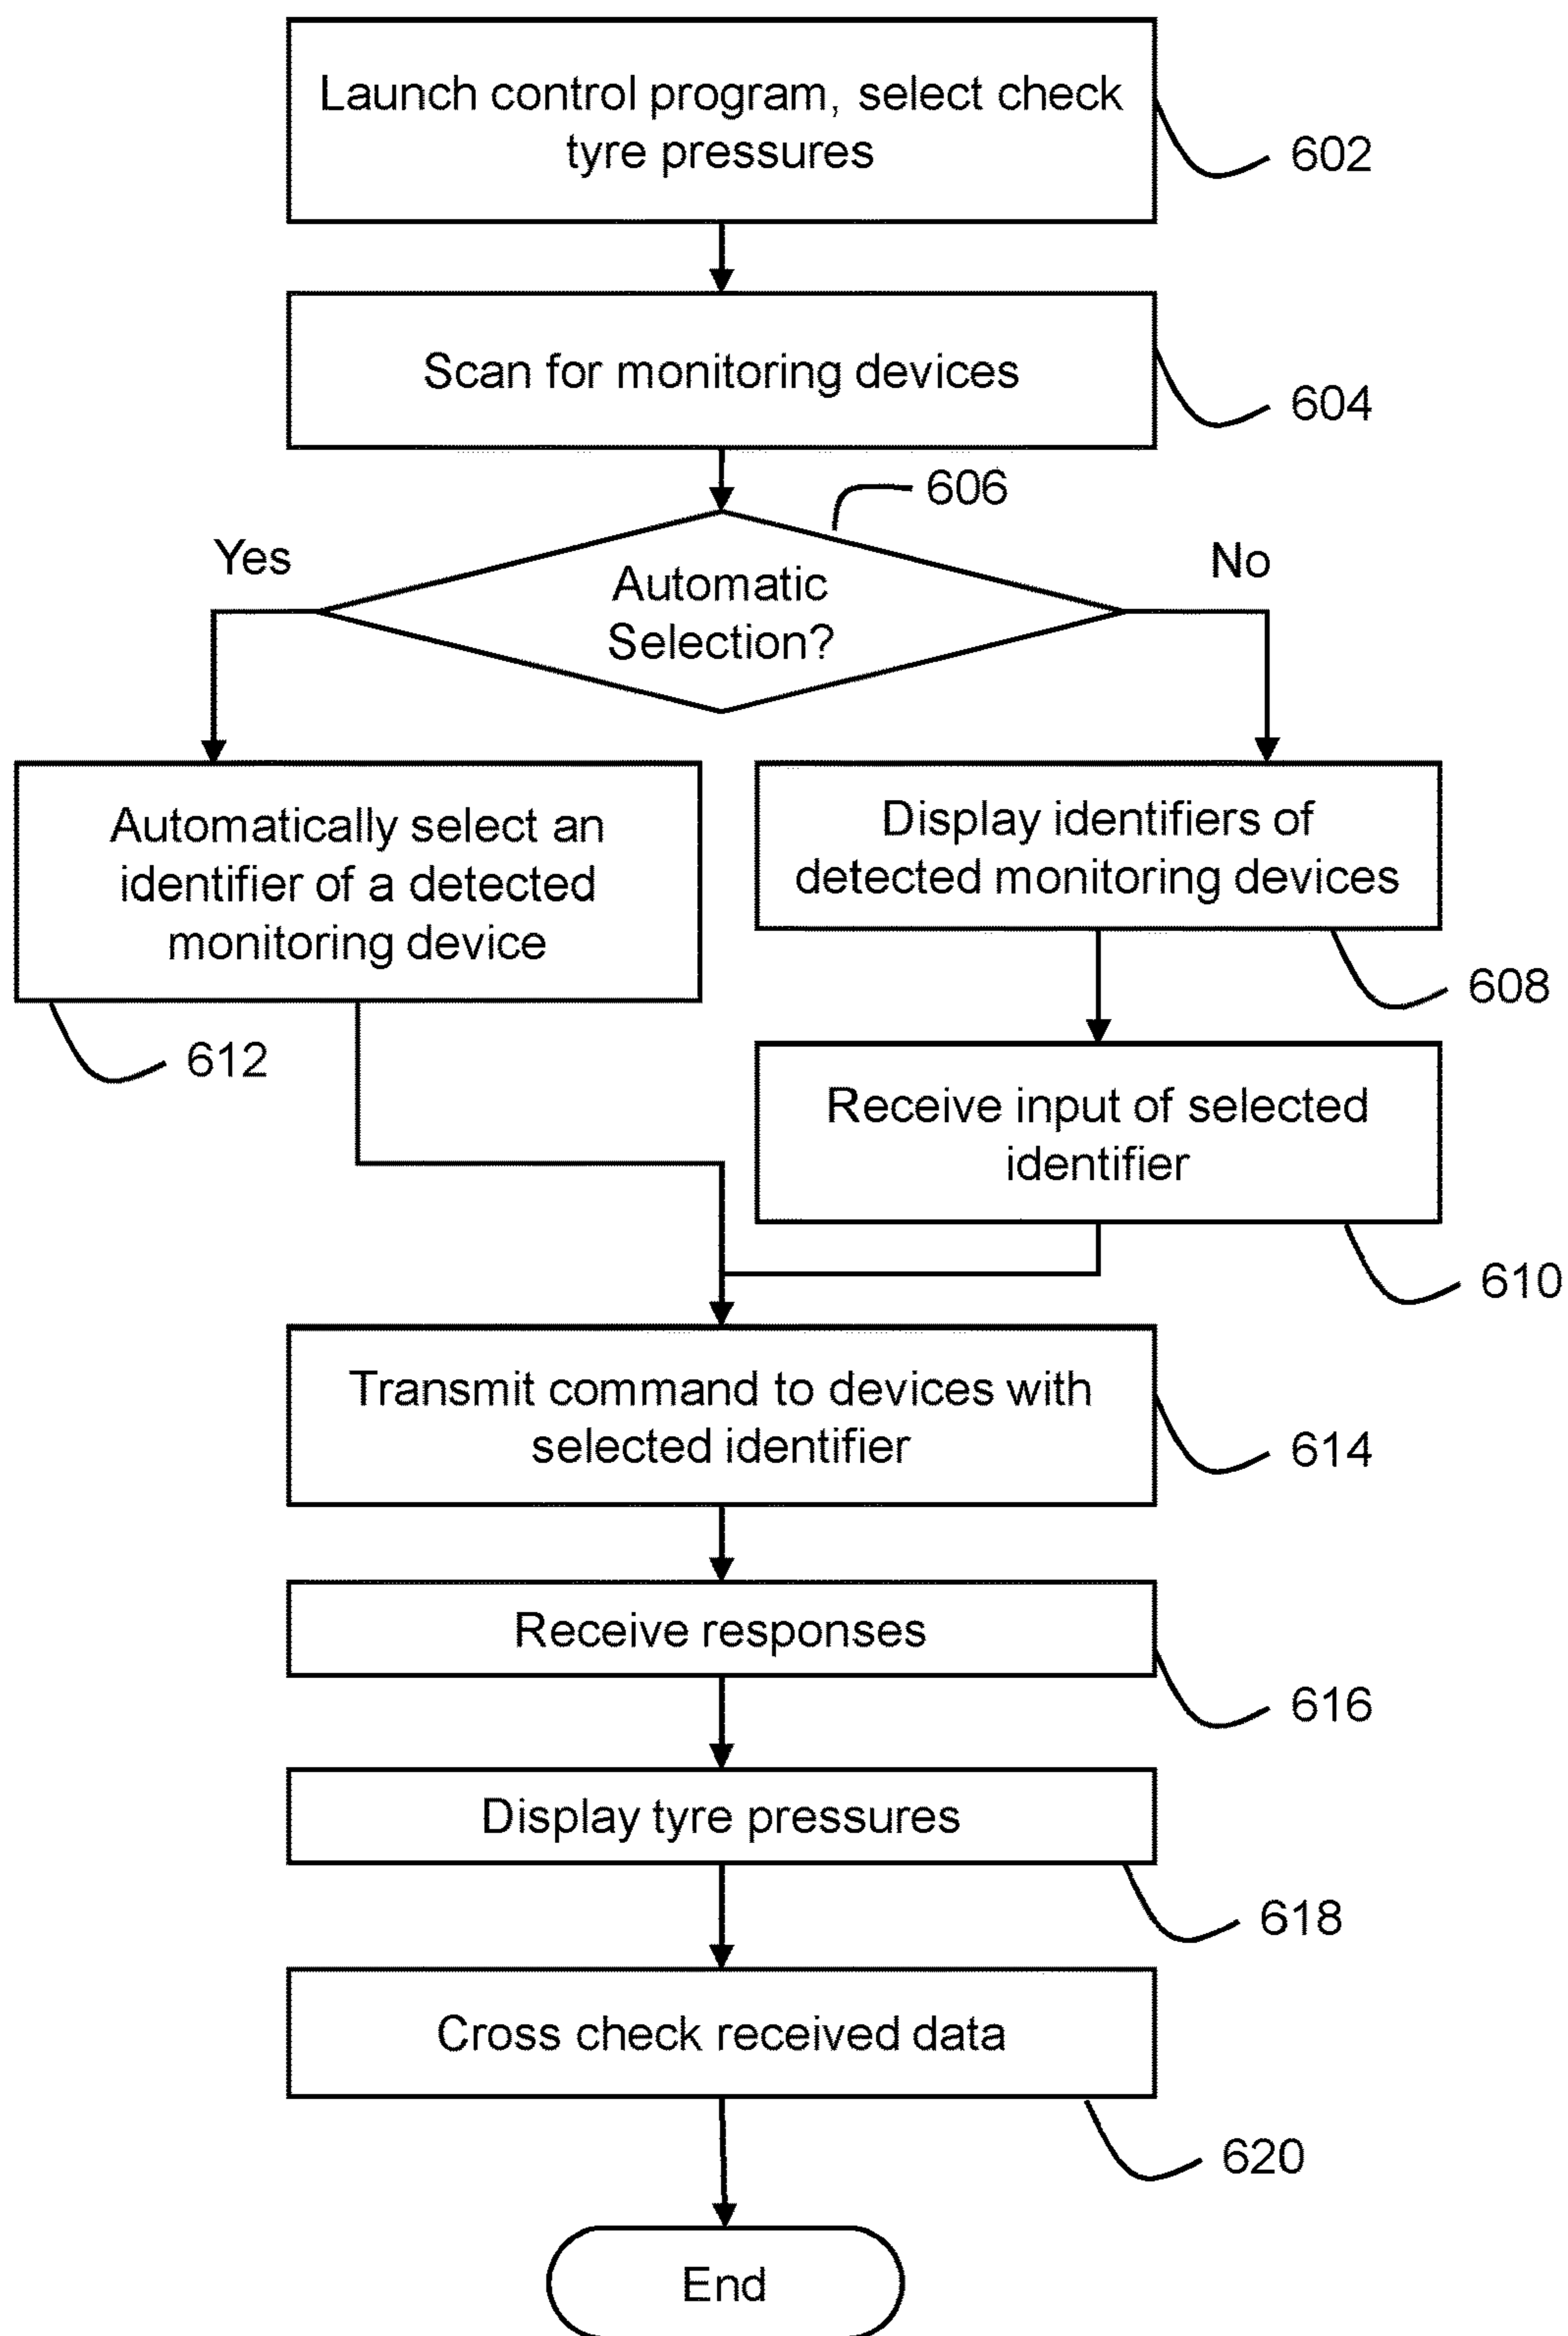 Launch control program, select check
tyre pressures
602
Scan for monitoring devices
604
606
Yes
No
Automatic
Selection?
Automatically select an
identifier of a detected
monitoring device
612
Display identifiers of
detected monitoring devices
608
Receive input of selected
identifier
610
Transmit command to devices with
selected identifier
614
Receive responses
616
Display tyre pressures
618
Cross check received data
620
End